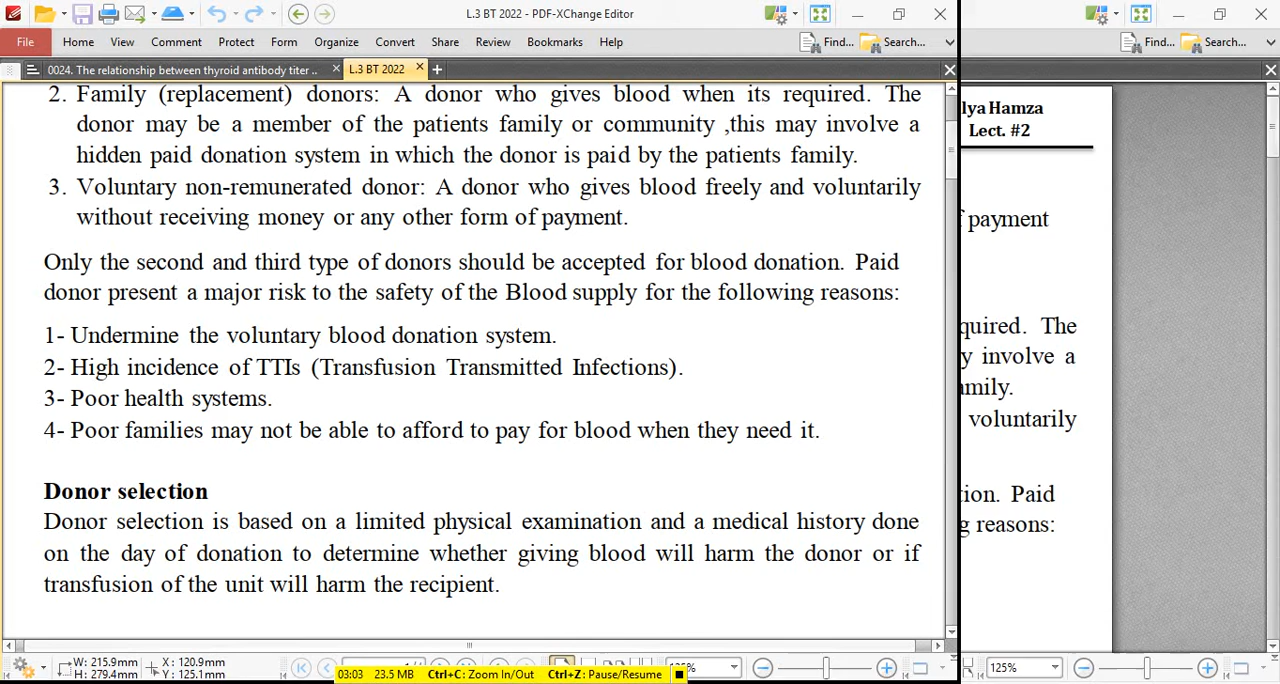 L.3 BT 2022 - PDF-XChange Editor
File Home View Comment Protect Form Organize Convert Share Review Bookmarks Help Find... Search... Find... Search...
0024. The relationship between thyroid antibody titer .. L.3 BT 2022
2. Family (replacement) donors: A donor who gives blood when its required. The
donor may be a member of the patients family or community ,this may involve a
hidden paid donation system in which the donor is paid by the patients family.
3. Voluntary non-remunerated donor: A donor who gives blood freely and voluntarily
without receiving money or any other form of payment.
Only the second and third type of donors should be accepted for blood donation. Paid
donor present a major risk to the safety of the Blood supply for the following reasons:
1- Undermine the voluntary blood donation system.
2- High incidence of TTIs (Transfusion Transmitted Infections).
3- Poor health systems.
4- Poor families may not be able to afford to pay for blood when they need it.
Donor selection
Donor selection is based on a limited physical examination and a medical history done
on the day of donation to determine whether giving blood will harm the donor or if
transfusion of the unit will harm the recipient.
lya Hamza
Lect. #2
f payment
quired. The
y involve a
amily.
voluntarily
tion. Paid
g reasons:
W: 215.9mm X: 120.9mm
H: 279.4mm Y: 125.1mm
03:03 23.5 MB Ctrl+C: Zoom In/Out Ctrl+Z: Pause/Resume
125%